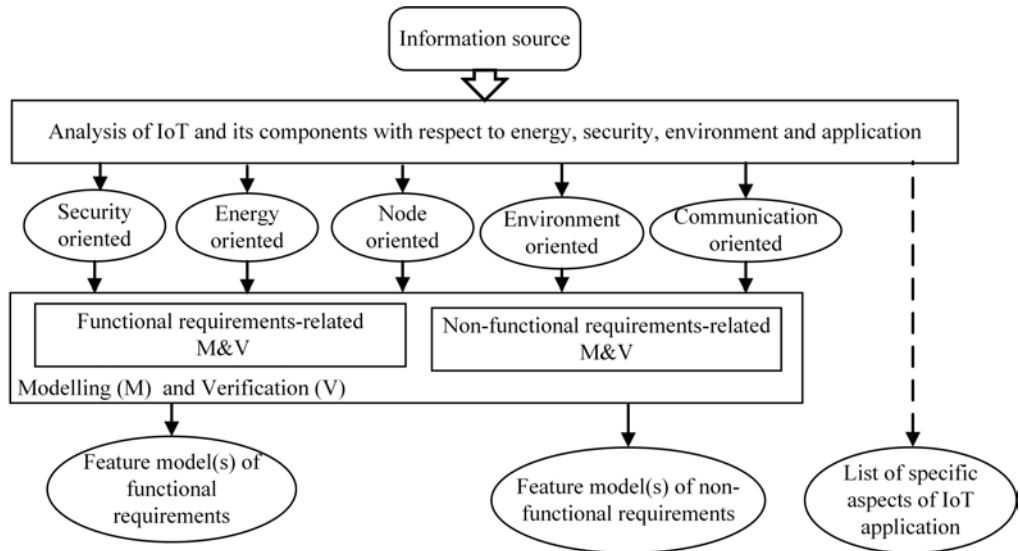 Information source
Analysis of IoT and its components with respect to energy, security, environment and application
Security
oriented
Energy
oriented
Node
oriented
Environment
oriented
Communication
oriented
Functional requirements-related
M&V
Non-functional requirements-related
M&V
Modelling (M) and Verification (V)
Feature model(s) of
functional
requirements
Feature model(s) of non-
functional requirements
List of specific
aspects of IoT
application